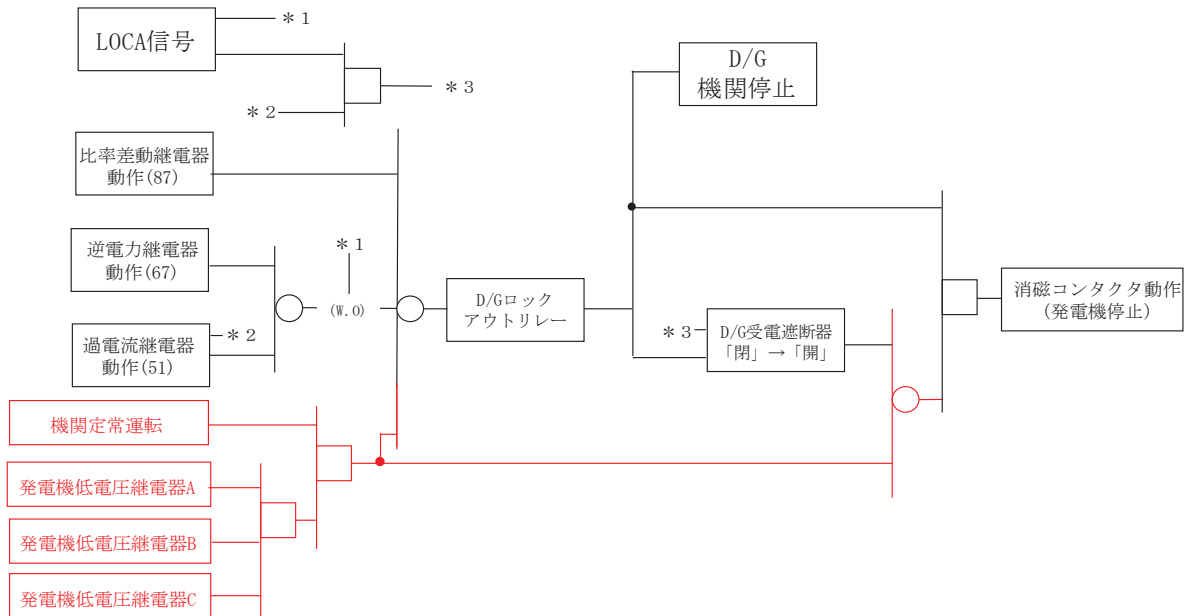 LOCA信号
*1
*3
*2
D/G
機関停止
比率差動継電器
動作(87)
逆電力継電器
動作(67)
*1
(W.O)
D/Gロック
アウトリレー
過電流継電器
動作(51)
*2
*3
D/G受電遮断器
「閉」→「開」
消磁コンタクタ動作
(発電機停止)
機関定常運転
発電機低電圧継電器A
発電機低電圧継電器B
発電機低電圧継電器C